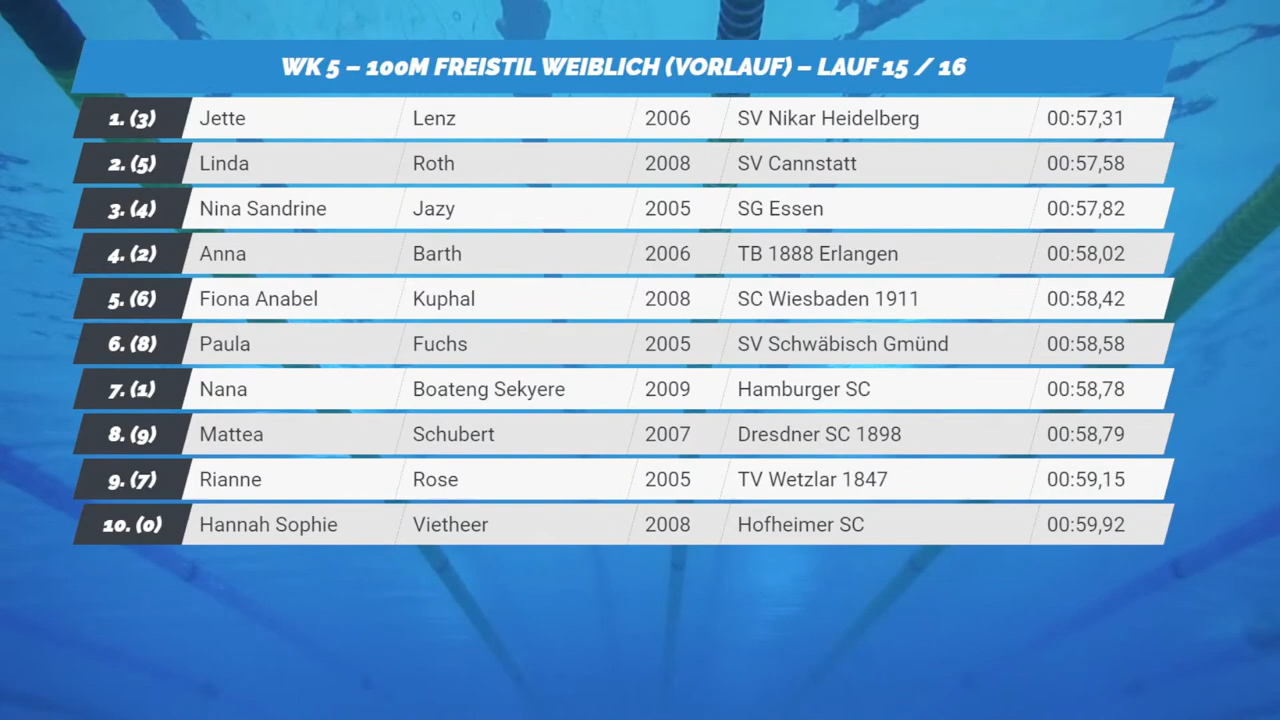 WK 5 – 100M FREISTIL WEIBLICH (VORLAUF) – LAUF 15 / 16
1. (3) Jette Lenz 2006 SV Nikar Heidelberg 00:57,31
2. (5) Linda Roth 2008 SV Cannstatt 00:57,58
3. (4) Nina Sandrine Jazy 2005 SG Essen 00:57,82
4. (2) Anna Barth 2006 TB 1888 Erlangen 00:58,02
5. (6) Fiona Anabel Kuphal 2008 SC Wiesbaden 1911 00:58,42
6. (8) Paula Fuchs 2005 SV Schwäbisch Gmünd 00:58,58
7. (1) Nana Boateng Sekyere 2009 Hamburger SC 00:58,78
8. (9) Mattea Schubert 2007 Dresdner SC 1898 00:58,79
9. (7) Rianne Rose 2005 TV Wetzlar 1847 00:59,15
10. (0) Hannah Sophie Vietheer 2008 Hofheimer SC 00:59,92